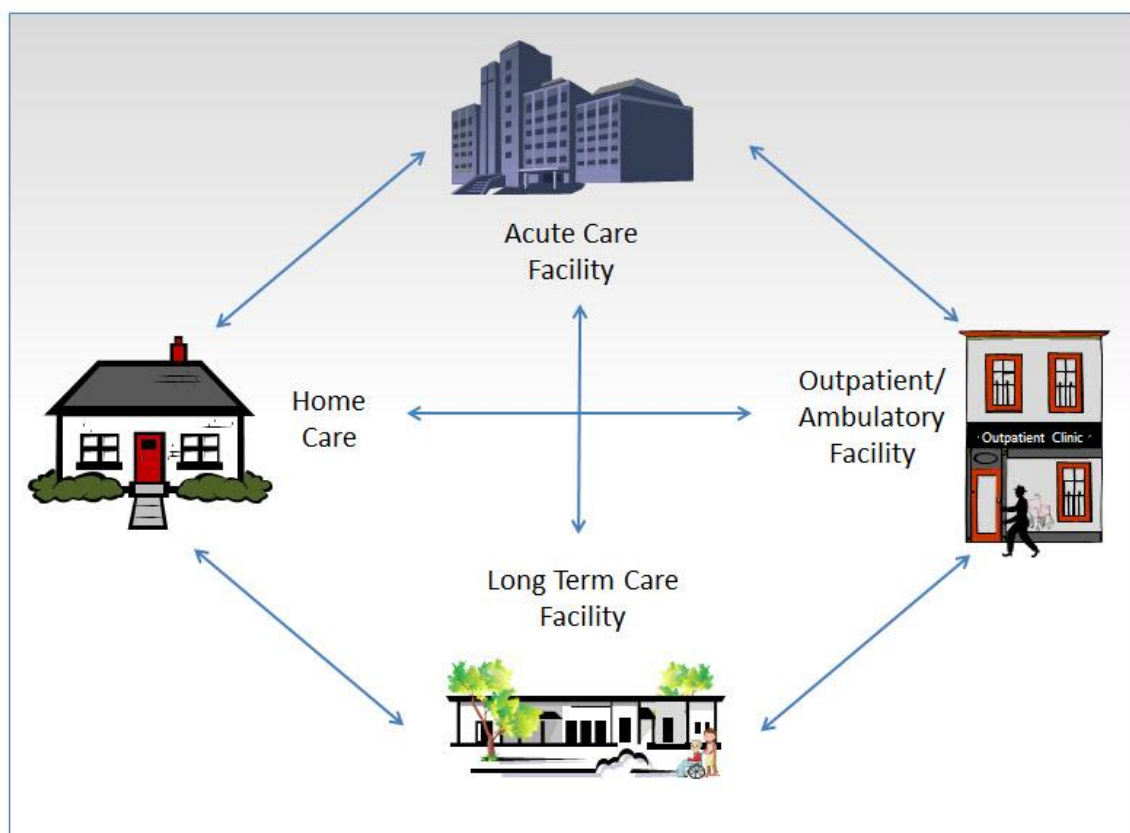 Acute Care
Facility
Home
Care
Outpatient/
Ambulatory
Facility
Outpatient Clinic
Long Term Care
Facility